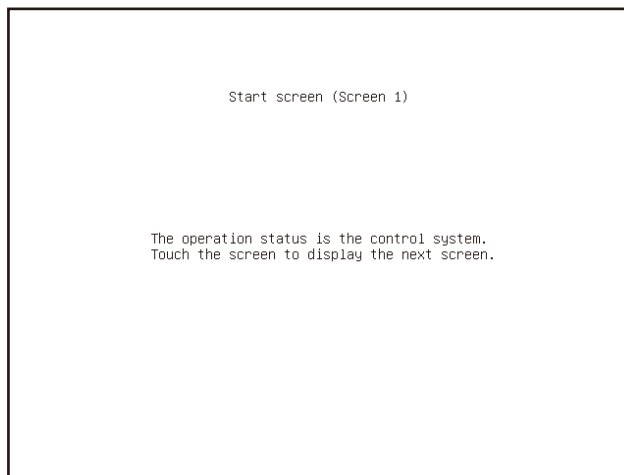 Start screen (Screen 1)
The operation status is the control system.
Touch the screen to display the next screen.